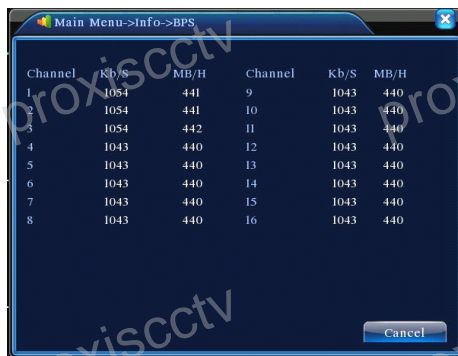 Main Menu->Info->BPS
Channel Kb/S MB/H Channel Kb/S MB/H
1 1054 441 9 1043 440
2 1054 441 10 1043 440
3 1054 442 11 1043 440
4 1043 440 12 1043 440
5 1043 440 13 1043 440
6 1043 440 14 1043 440
7 1043 440 15 1043 440
8 1043 440 16 1043 440
Cancel
proxiscctv
pro
proxiscctv